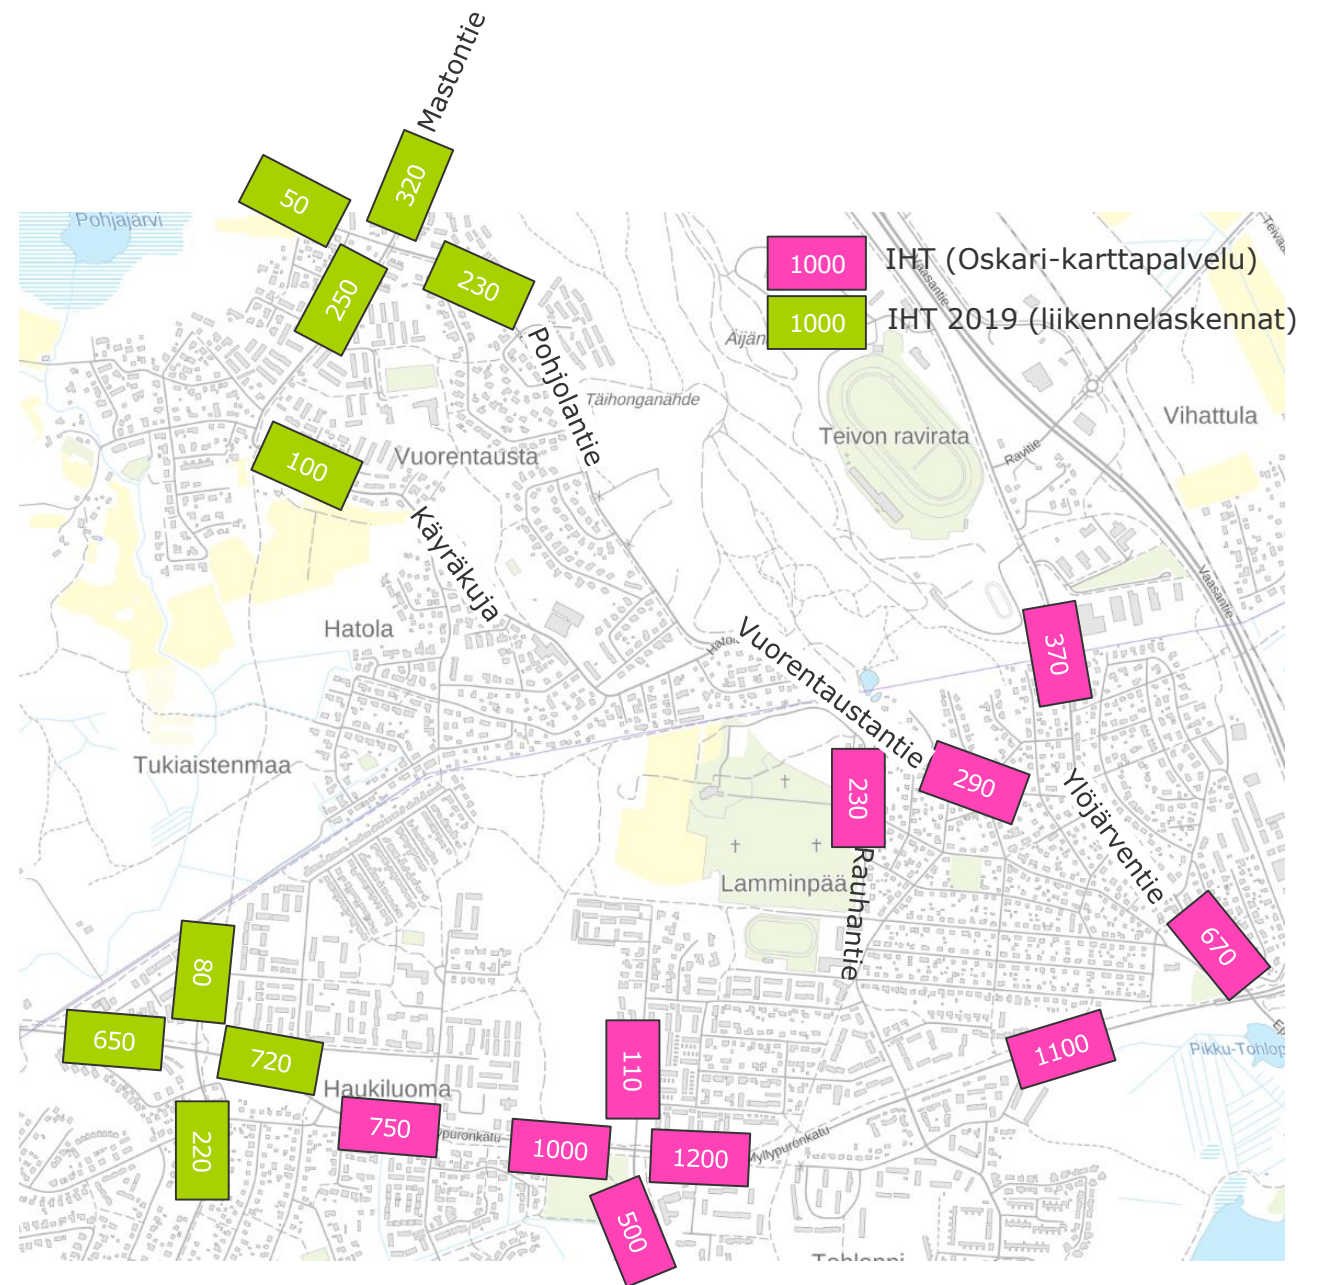 Mastontie
50
320
Pohjajärvi
250
230
1000
IHT (Oskari-karttapalvelu)
1000
IHT 2019 (liikennelaskennat)
Pohjolantie
Täihonganahde
Teivon ravirata
Vihattula
Ravitie
100
Vuorentausta
Käyräkuja
Vaasantie
Hatola
Vuorentaustantie
370
Tukiaistenmaa
230
290
Ylöjärventie
Lamminpää
Rauhantie
670
80
650
720
110
1100
Haukiluoma
750
1000
1200
Myllypuronkatu
220
500